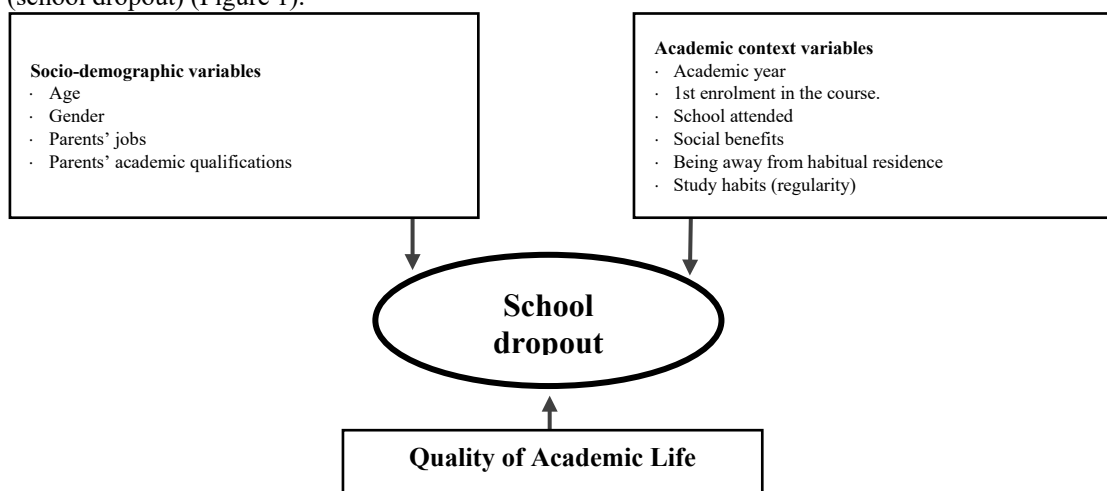 (school dropout) (Figure 1).
Socio-demographic variables
· Age
· Gender
· Parents’ jobs
· Parents’ academic qualifications
Academic context variables
· Academic year
· 1st enrolment in the course.
· School attended
· Social benefits
· Being away from habitual residence
· Study habits (regularity)
School
dropout
Quality of Academic Life